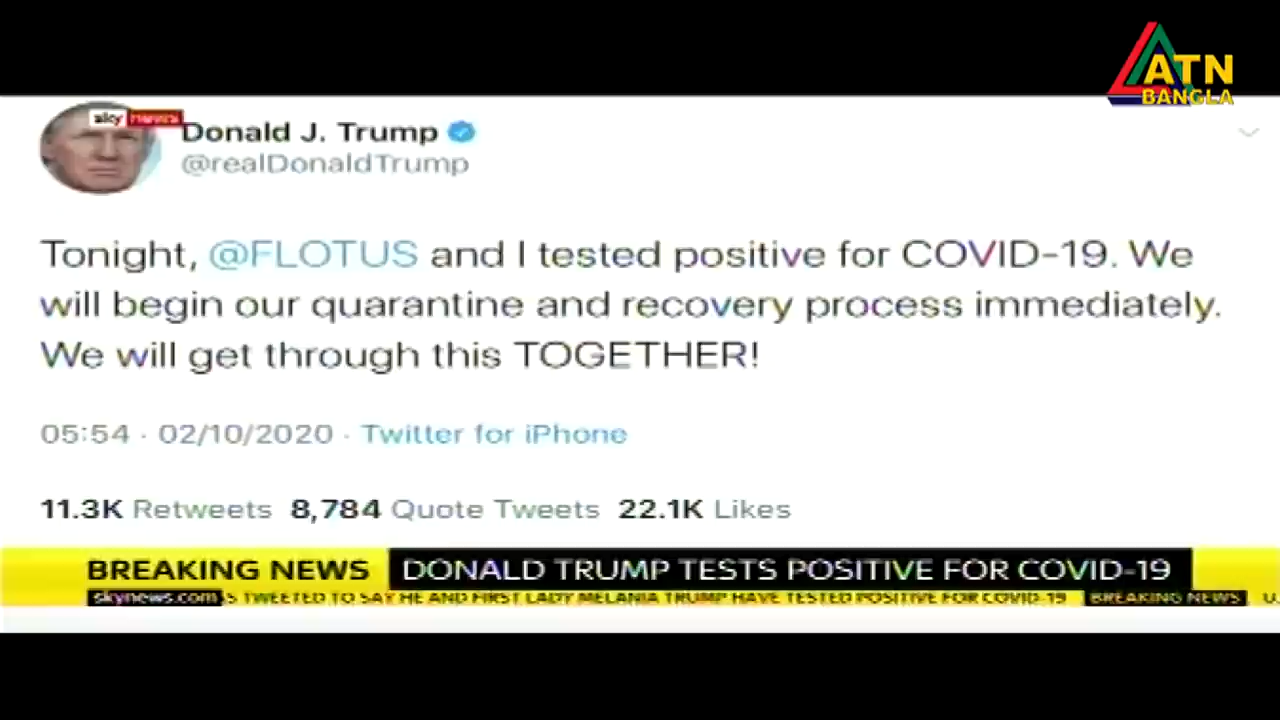 ATN
BANGLA
sky news
Donald J. Trump
@realDonaldTrump
Tonight, @FLOTUS and I tested positive for COVID-19. We
will begin our quarantine and recovery process immediately.
We will get through this TOGETHER!
05:54 · 02/10/2020 · Twitter for iPhone
11.3K Retweets 8,784 Quote Tweets 22.1K Likes
BREAKING NEWS DONALD TRUMP TESTS POSITIVE FOR COVID-19
skynews.com TWEETED TO SAY HE AND FIRST LADY MELANIA TRUMP HAVE TESTED POSITIVE FOR COVID-19 BREAKING NEWS